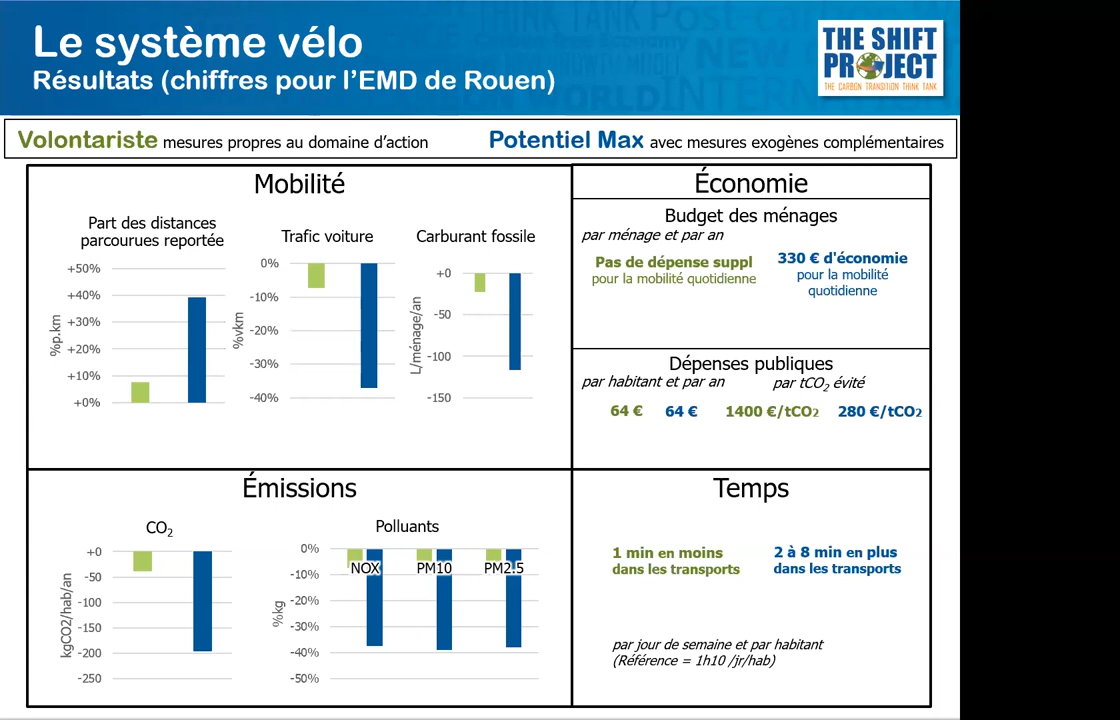 Le système vélo
Résultats (chiffres pour l’EMD de Rouen)
THE SHIFT
PROJECT
THE CARBON TRANSITION THINK TANK
Volontariste mesures propres au domaine d’action
Potentiel Max avec mesures exogènes complémentaires
Mobilité
Part des distances
parcourues reportée
%p.km
+50%
+40%
+30%
+20%
+10%
+0%
Trafic voiture
%vkm
0%
-10%
-20%
-30%
-40%
Carburant fossile
L/ménage/an
+0
-50
-100
-150
Économie
Budget des ménages
par ménage et par an
Pas de dépense suppl
pour la mobilité quotidienne
330 € d'économie
pour la mobilité
quotidienne
Dépenses publiques
par habitant et par an
par tCO2 évité
64 € 64 € 1400 €/tCO2 280 €/tCO2
Émissions
CO2
kgCO2/hab/an
+0
-50
-100
-150
-200
-250
Polluants
%kg
0%
-10%
-20%
-30%
-40%
-50%
NOX PM10 PM2.5
Temps
1 min en moins
dans les transports
2 à 8 min en plus
dans les transports
par jour de semaine et par habitant
(Référence = 1h10 /jr/hab)